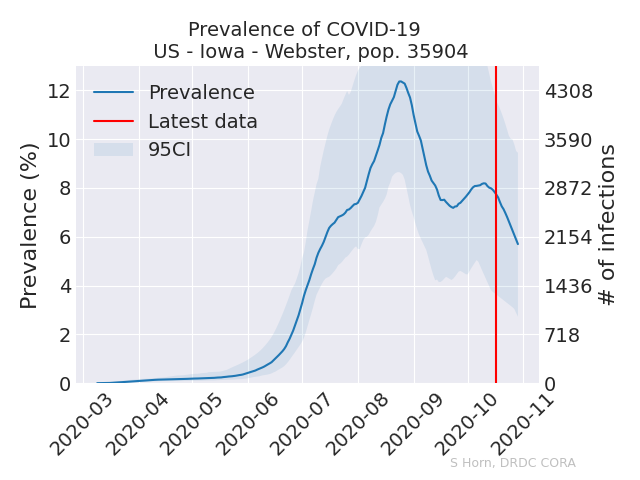 Prevalence of COVID-19
US - Iowa - Webster, pop. 35904
Prevalence (%)
12
10
8
6
4
2
0
Prevalence
Latest data
95CI
4308
3590
2872
2154
1436
718
0
# of infections
2020-03
2020-04
2020-05
2020-06
2020-07
2020-08
2020-09
2020-10
2020-11
S Horn, DRDC CORA